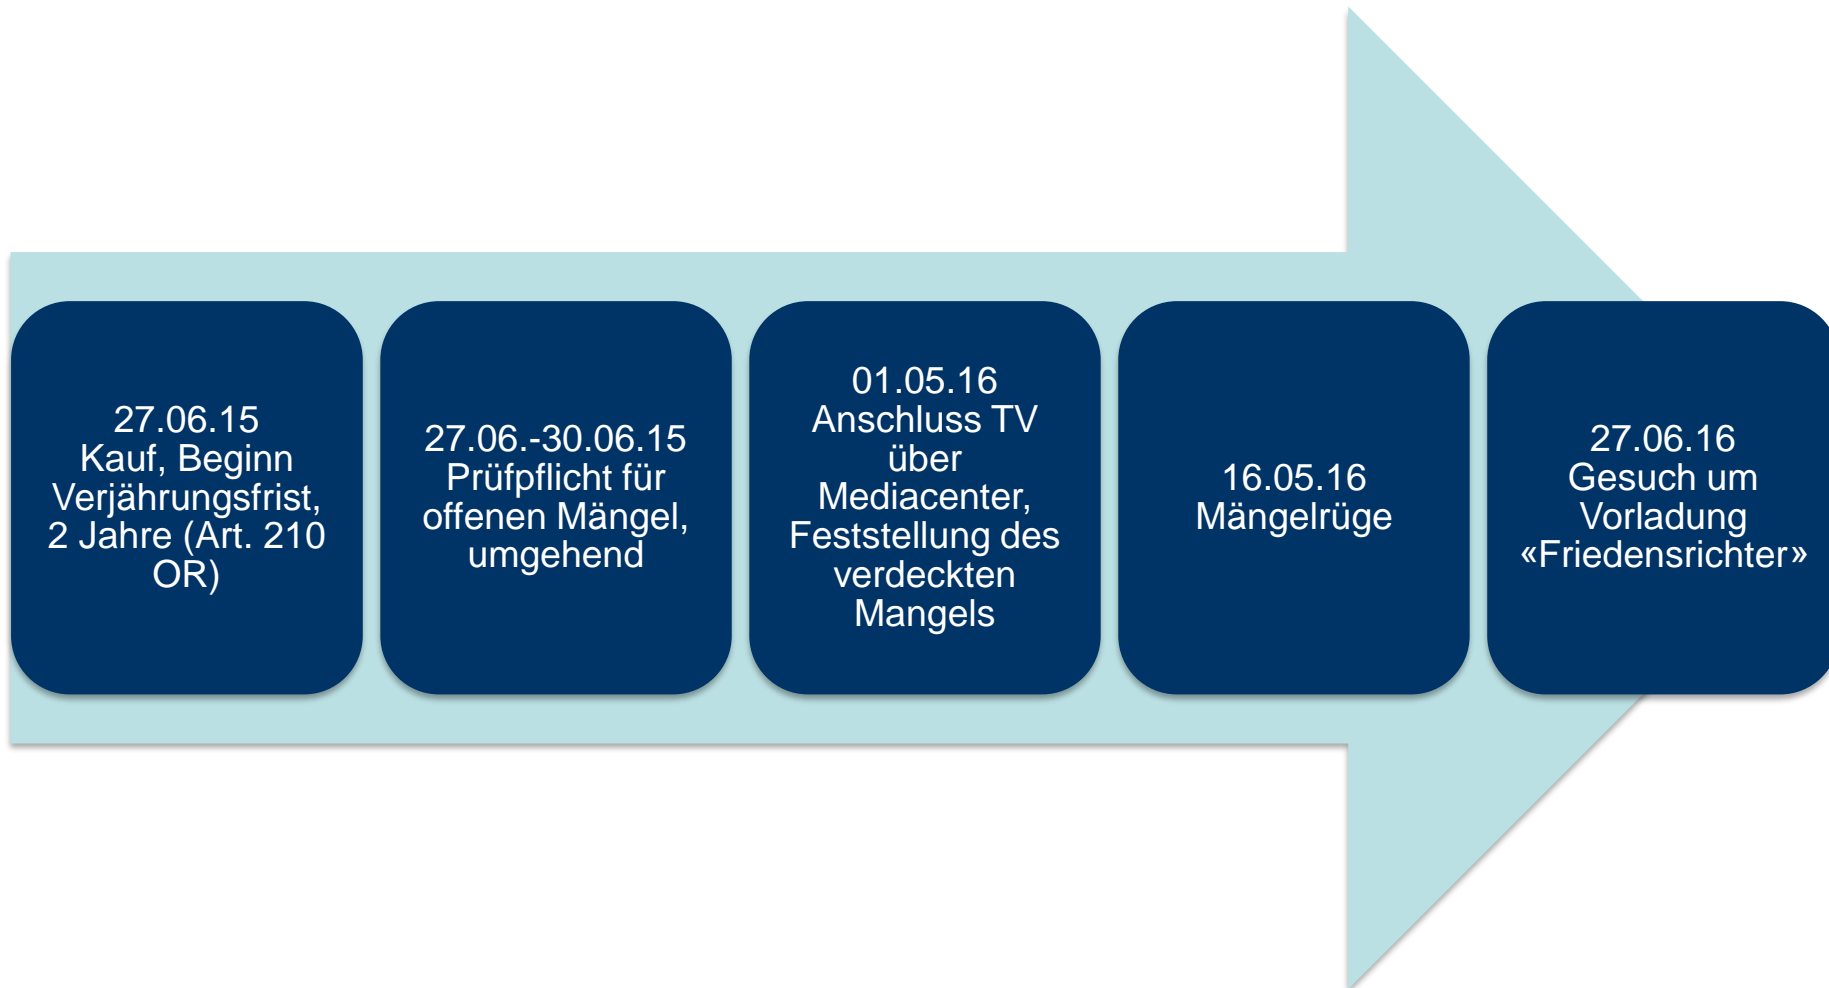 27.06.15
Kauf, Beginn
Verjährungsfrist,
2 Jahre (Art. 210
OR)
27.06.-30.06.15
Prüfpflicht für
offenen Mängel,
umgehend
01.05.16
Anschluss TV
über
Mediacenter,
Feststellung des
verdeckten
Mangels
16.05.16
Mängelrüge
27.06.16
Gesuch um
Vorladung
«Friedensrichter»